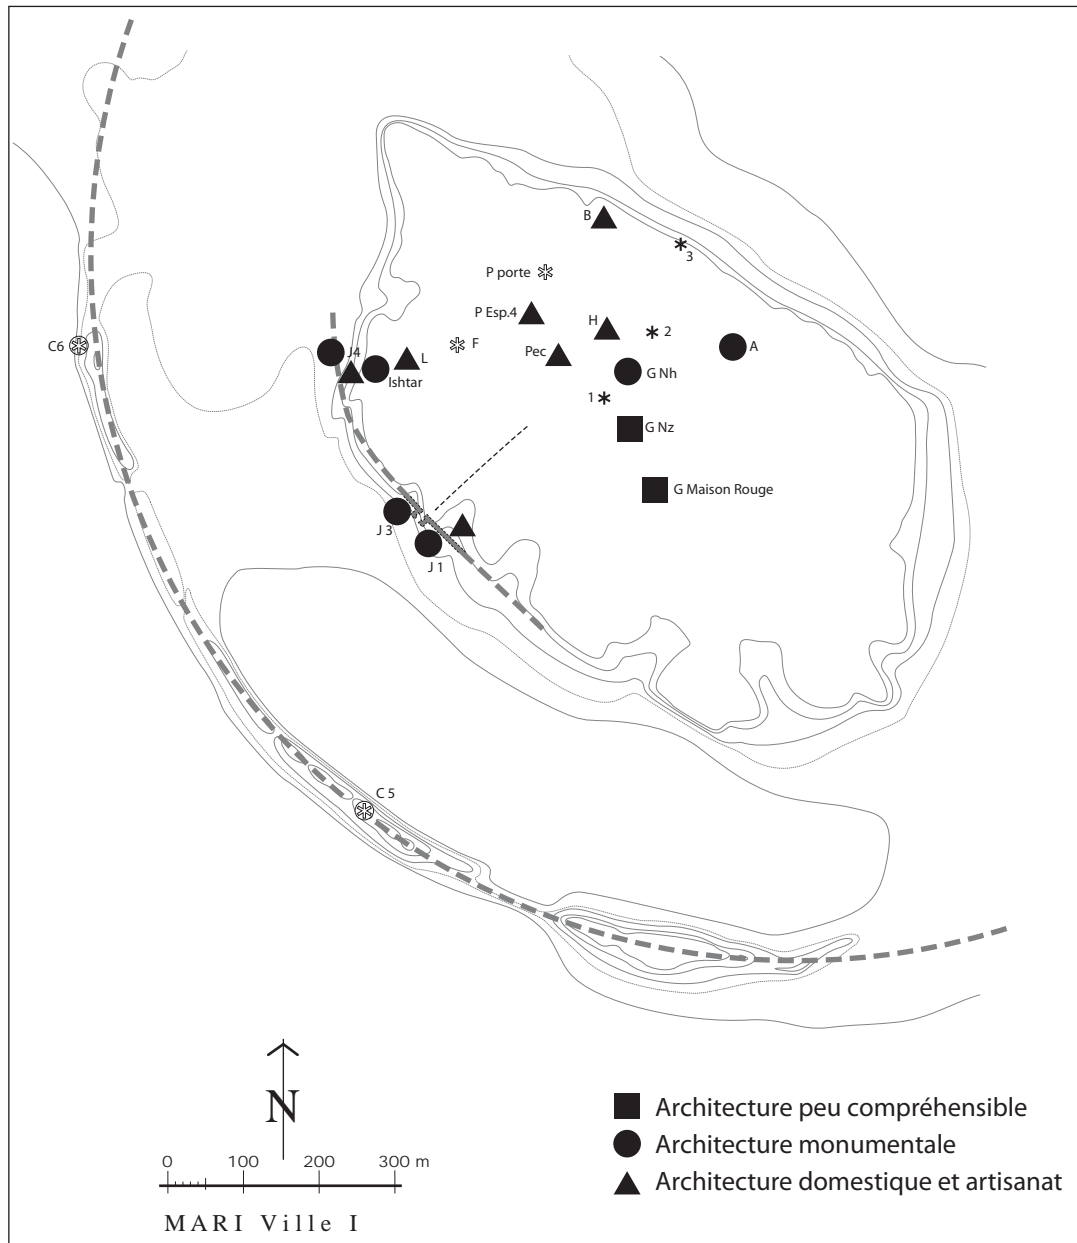 B
3
P porte
P Esp.4
H
2
A
C6
J4
L
F
Pec
Ishtar
G Nh
1
G Nz
G Maison Rouge
J 3
J 1
C 5
N
0 100 200 300 m
MARI Ville I
Architecture peu compréhensible
Architecture monumentale
Architecture domestique et artisanat